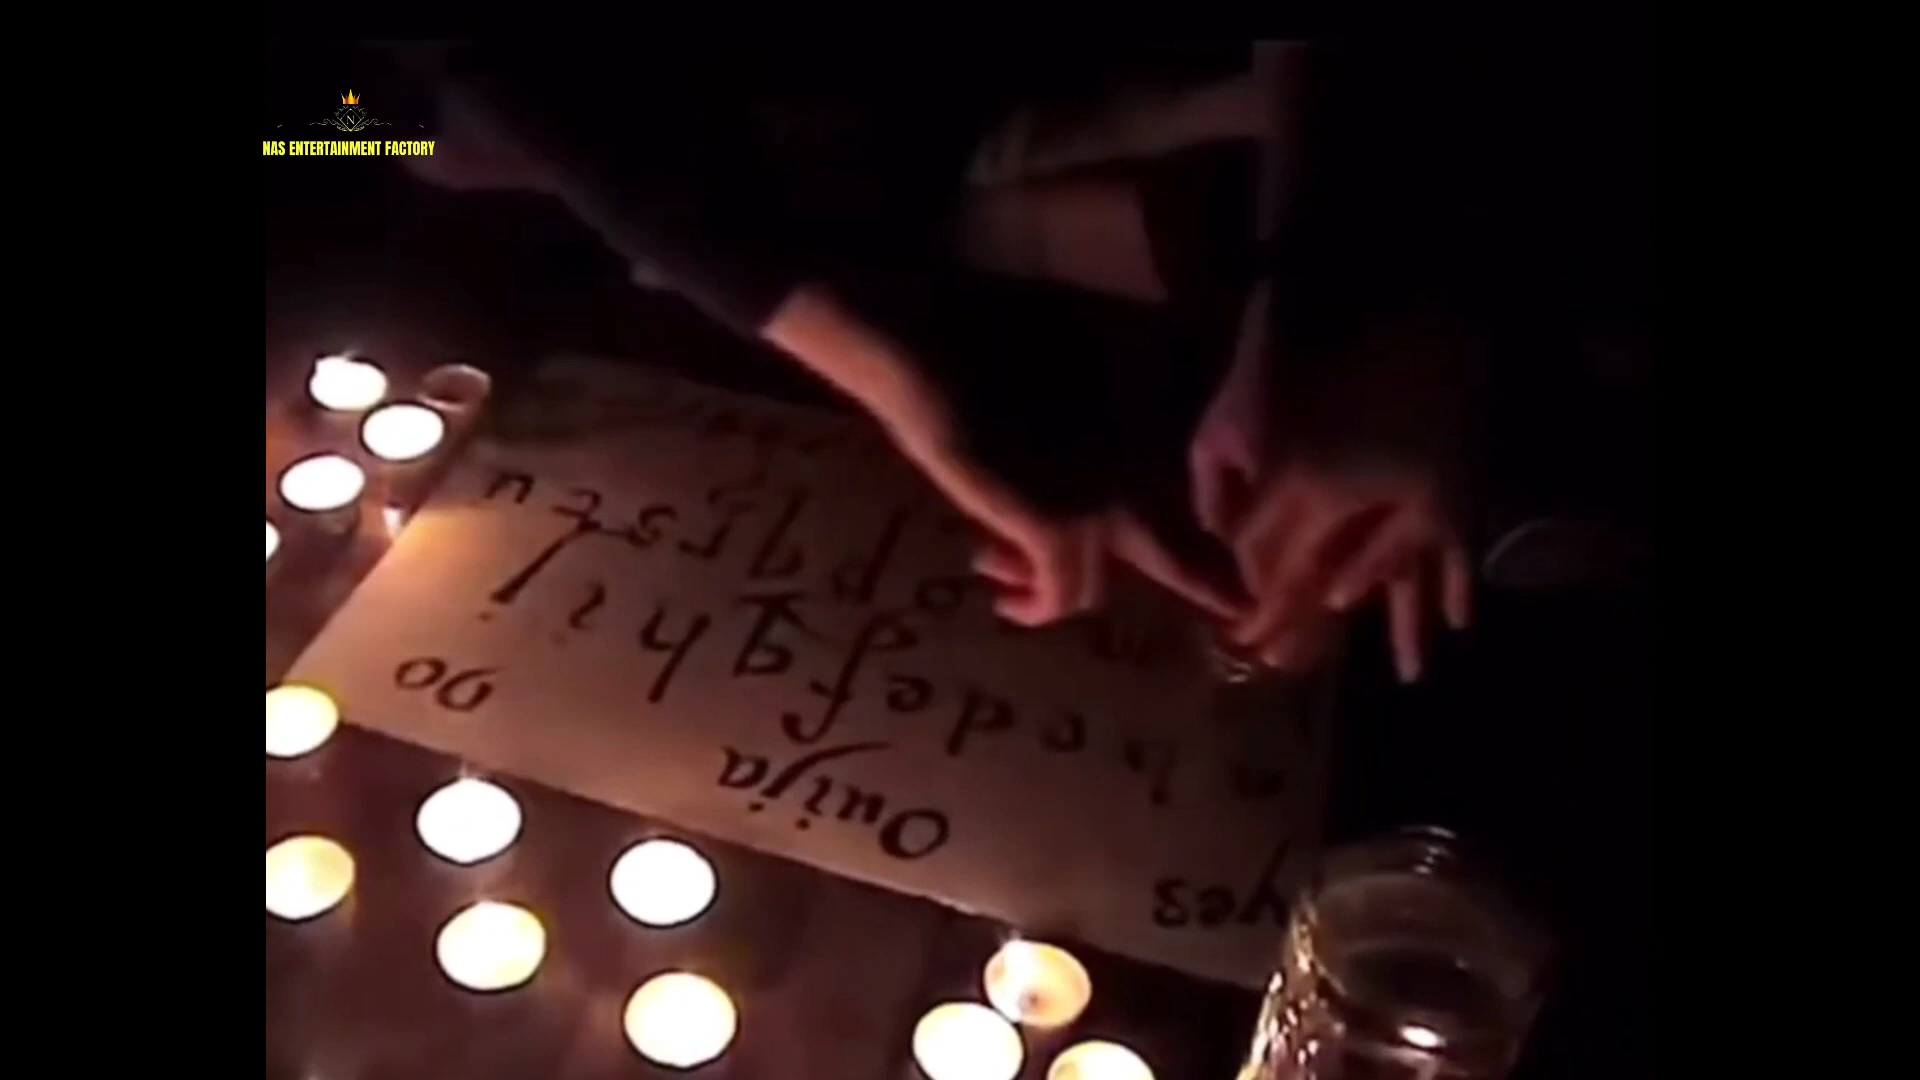 N
NAS ENTERTAINMENT FACTORY
yes
Ouija
no
a b c d e f g h i l
m o p q r s t u